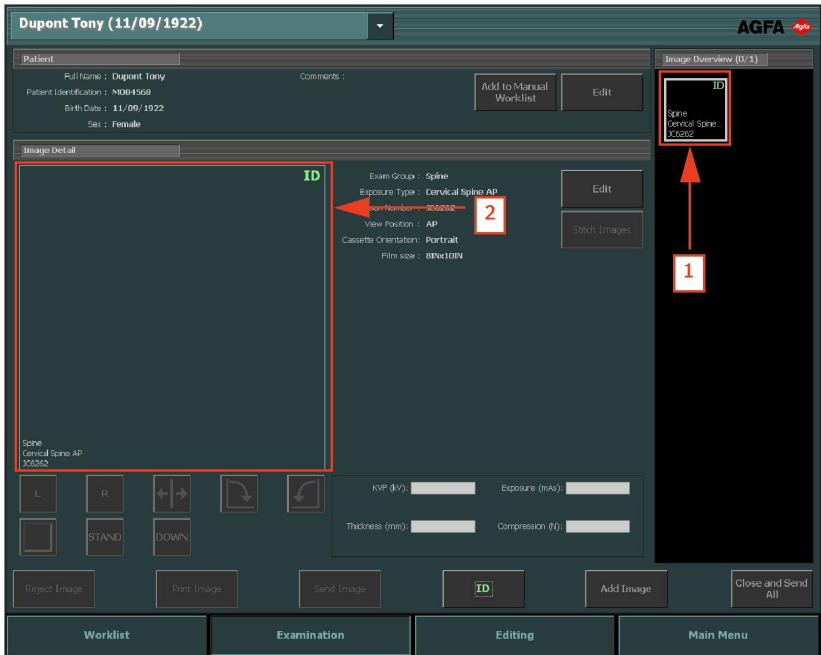 Dupont Tony (11/09/1922)
AGFA Agfa
Patient
Full Name : Dupont Tony
Patient Identification : M084568
Birth Date : 11/09/1922
Sex : Female
Comments :
Add to Manual
Worklist
Edit
Image Overview (0/1)
ID
Spine
Cervical Spine...
JC6262
1
Image Detail
ID
Spine
Cervical Spine AP
JC6262
Exam Group : Spine
Exposure Type : Cervical Spine AP
Number : JC6262
View Position : AP
Cassette Orientation: Portrait
Film size : 8INx10IN
2
Edit
Stitch Images
L
R
STAND
DOWN
KVP (kV):
Exposure (mAs):
Thickness (mm):
Compression (N):
Reject Image
Print Image
Send Image
ID
Add Image
Close and Send
All
Worklist
Examination
Editing
Main Menu